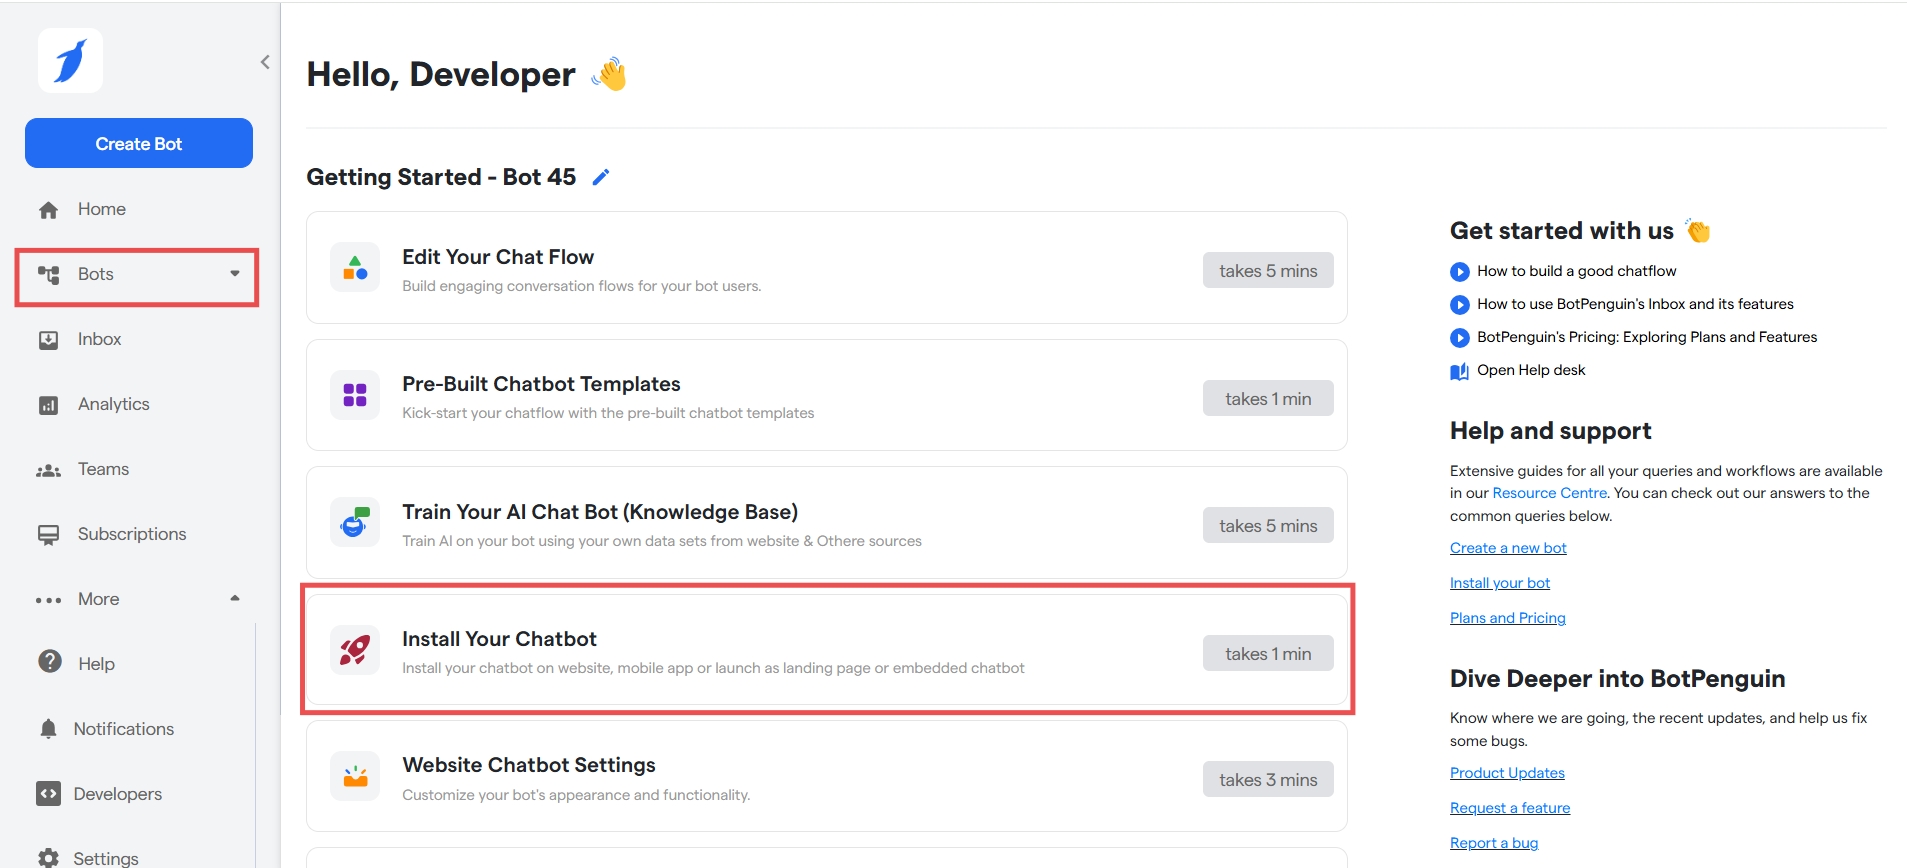 Create Bot
Home
Bots
Inbox
Analytics
Teams
Subscriptions
More
Help
Notifications
Developers
Settings
Hello, Developer
Getting Started - Bot 45
Edit Your Chat Flow
Build engaging conversation flows for your bot users.
takes 5 mins
Pre-Built Chatbot Templates
Kick-start your chatflow with the pre-built chatbot templates
takes 1 min
Train Your AI Chat Bot (Knowledge Base)
Train AI on your bot using your own data sets from website & Othere sources
takes 5 mins
Install Your Chatbot
Install your chatbot on website, mobile app or launch as landing page or embedded chatbot
takes 1 min
Website Chatbot Settings
Customize your bot's appearance and functionality.
takes 3 mins
Get started with us
How to build a good chatflow
How to use BotPenguin's Inbox and its features
BotPenguin's Pricing: Exploring Plans and Features
Open Help desk
Help and support
Extensive guides for all your queries and workflows are available
in our Resource Centre. You can check out our answers to the
common queries below.
Create a new bot
Install your bot
Plans and Pricing
Dive Deeper into BotPenguin
Know where we are going, the recent updates, and help us fix
some bugs.
Product Updates
Request a feature
Report a bug